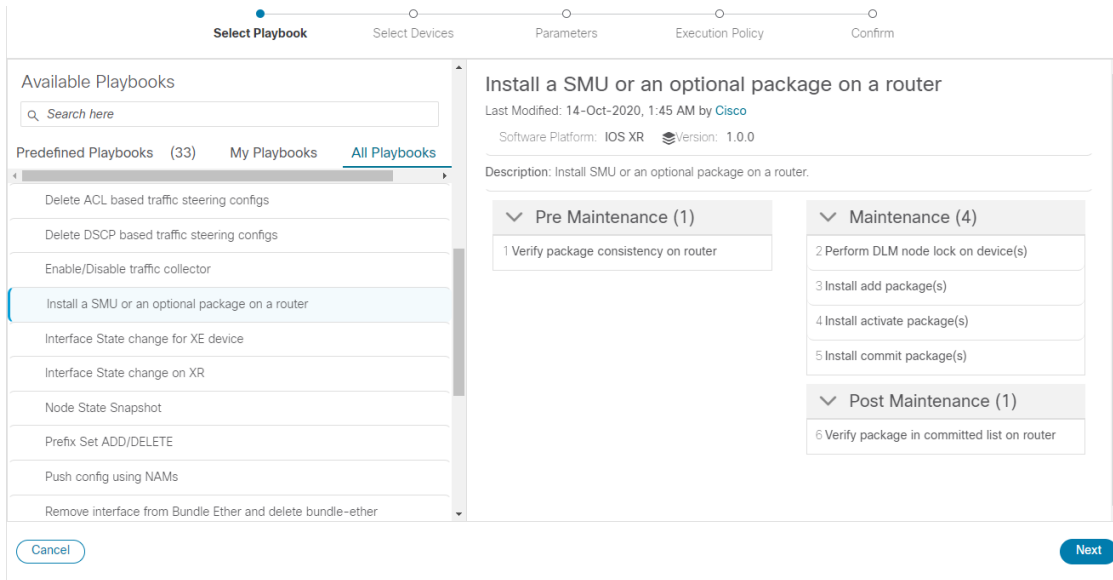 Select Playbook
Select Devices
Parameters
Execution Policy
Confirm
Available Playbooks
Search here
Predefined Playbooks (33) My Playbooks All Playbooks
Delete ACL based traffic steering configs
Delete DSCP based traffic steering configs
Enable/Disable traffic collector
Install a SMU or an optional package on a router
Interface State change for XE device
Interface State change on XR
Node State Snapshot
Prefix Set ADD/DELETE
Push config using NAMs
Remove interface from Bundle Ether and delete bundle-ether
Install a SMU or an optional package on a router
Last Modified: 14-Oct-2020, 1:45 AM by Cisco
Software Platform: IOS XR Version: 1.0.0
Description: Install SMU or an optional package on a router.
Pre Maintenance (1)
1 Verify package consistency on router
Maintenance (4)
2 Perform DLM node lock on device(s)
3 Install add package(s)
4 Install activate package(s)
5 Install commit package(s)
Post Maintenance (1)
6 Verify package in committed list on router
Cancel
Next